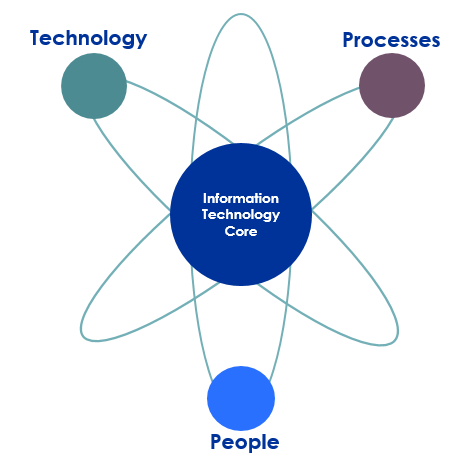 Technology
Processes
Information
Technology
Core
People